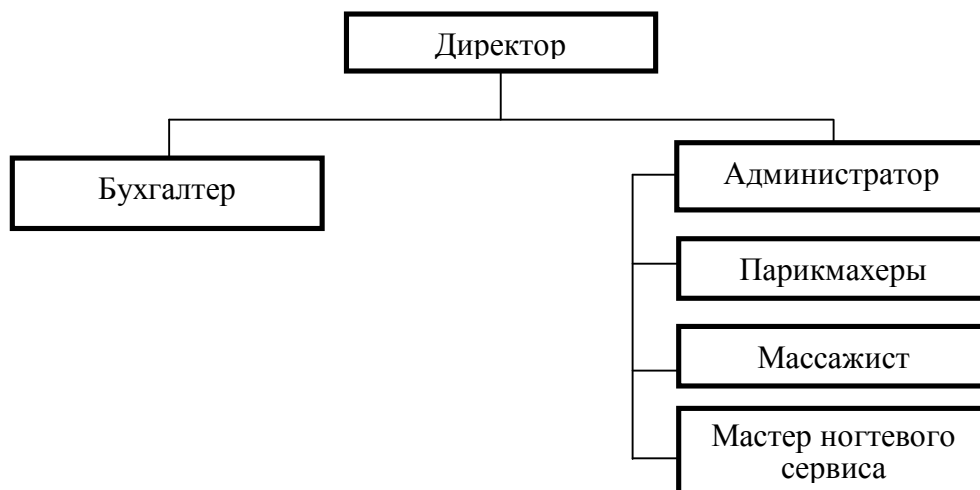 Директор
Бухгалтер
Администратор
Парикмахеры
Массажист
Мастер ногтевого
сервиса